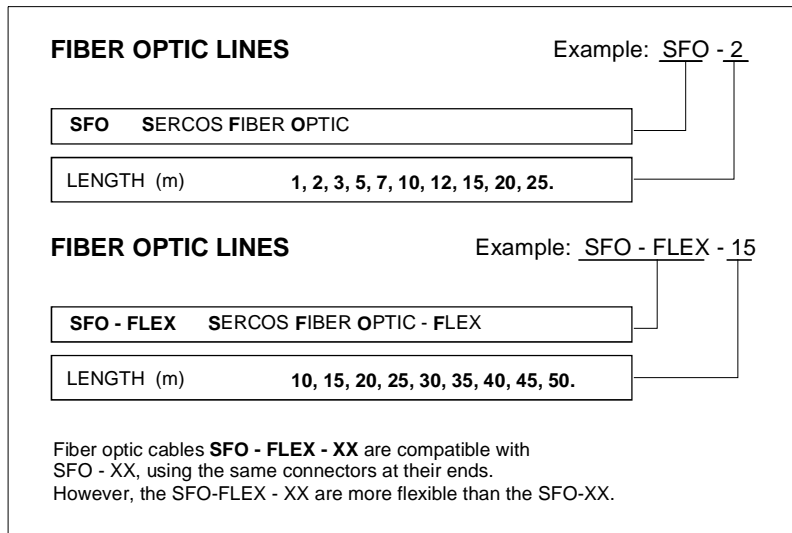 FIBER OPTIC LINES Example: SFO - 2
SFO SERCOS FIBER OPTIC
LENGTH (m) 1, 2, 3, 5, 7, 10, 12, 15, 20, 25.
FIBER OPTIC LINES Example: SFO - FLEX - 15
SFO - FLEX SERCOS FIBER OPTIC - FLEX
LENGTH (m) 10, 15, 20, 25, 30, 35, 40, 45, 50.
Fiber optic cables SFO - FLEX - XX are compatible with
SFO - XX, using the same connectors at their ends.
However, the SFO-FLEX - XX are more flexible than the SFO-XX.